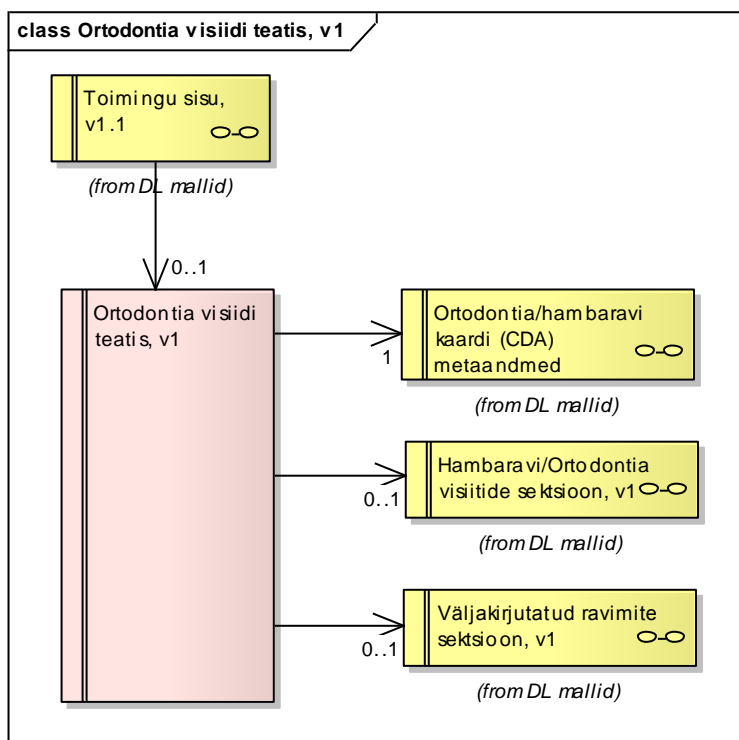 class Ortodontia visiidi teatis, v1
Toimingu sisu,
v1.1
(from DL mallid)
0..1
Ortodontia visiidi
teatis, v1
Ortodontia/hambaravi
kaardi (CDA)
metaandmed
1
(from DL mallid)
Hambaravi/Ortodontia
visiitide sektsioon, v1
0..1
(from DL mallid)
Väljakirjutatud ravimite
sektsioon, v1
0..1
(from DL mallid)